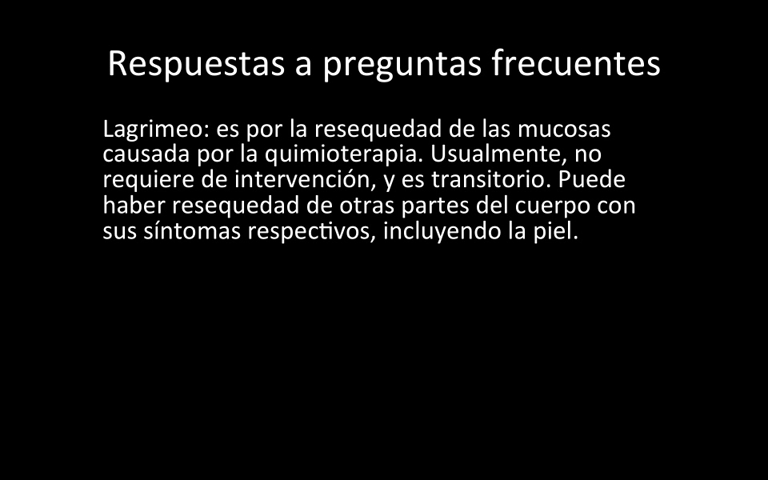 Respuestas a preguntas frecuentes
Lagrimeo: es por la resequedad de las mucosas
causada por la quimioterapia. Usualmente, no
requiere de intervención, y es transitorio. Puede
haber resequedad de otras partes del cuerpo con
sus síntomas respectivos, incluyendo la piel.